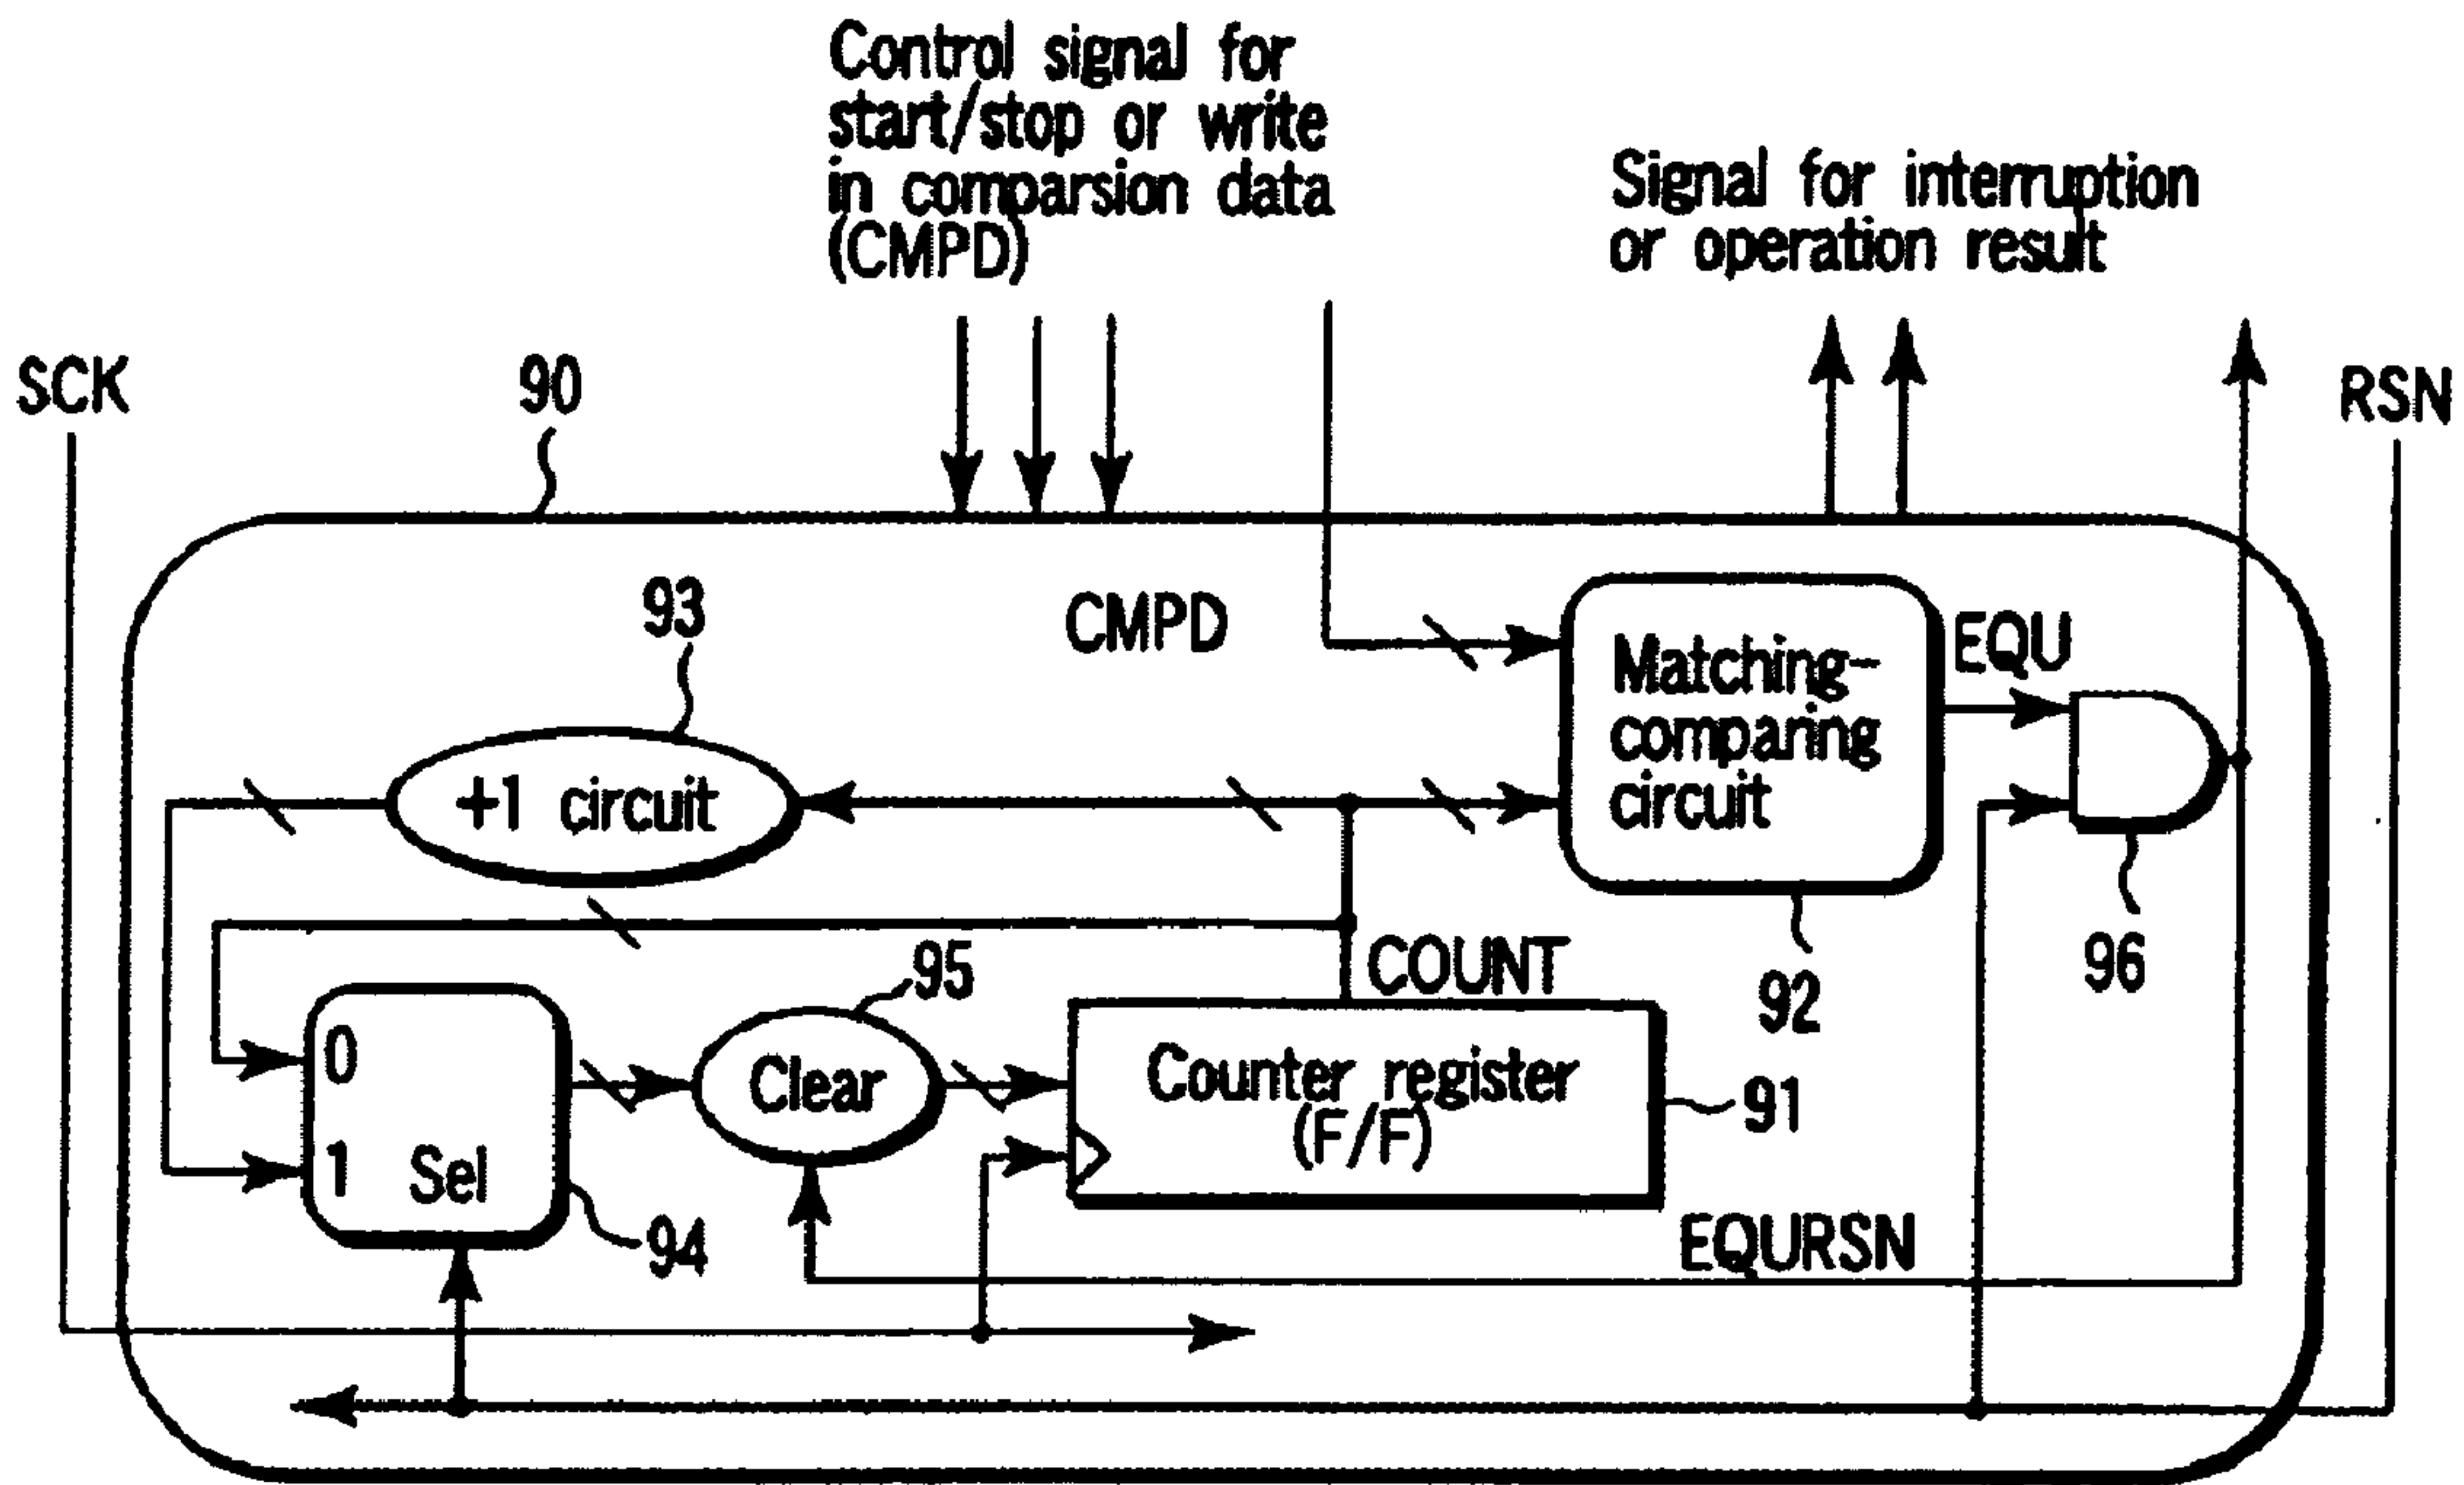 Control signal for
start/stop or write
in comparsion data
(CMPD)
Signal for interruption
or operation result
SCK
90
RSN
93
CMPD
EQU
Matching-
comparing
circuit
+1 circuit
95
COUNT
92
96
0
Clear
Counter register
(F/F)
91
1 Sel
94
EQURSN